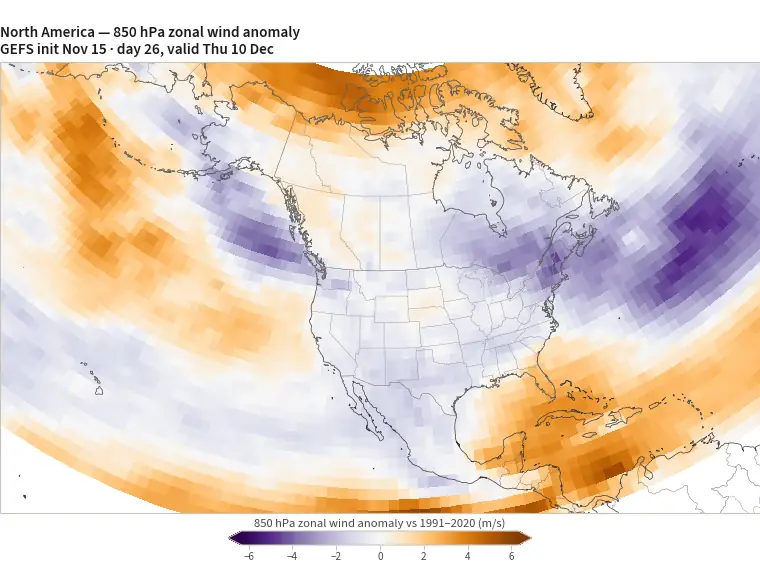 North America — 850 hPa zonal wind anomaly
GEFS init Nov 15 · day 26, valid Thu 10 Dec
850 hPa zonal wind anomaly vs 1991–2020 (m/s)
−6 −4 −2 0 2 4 6